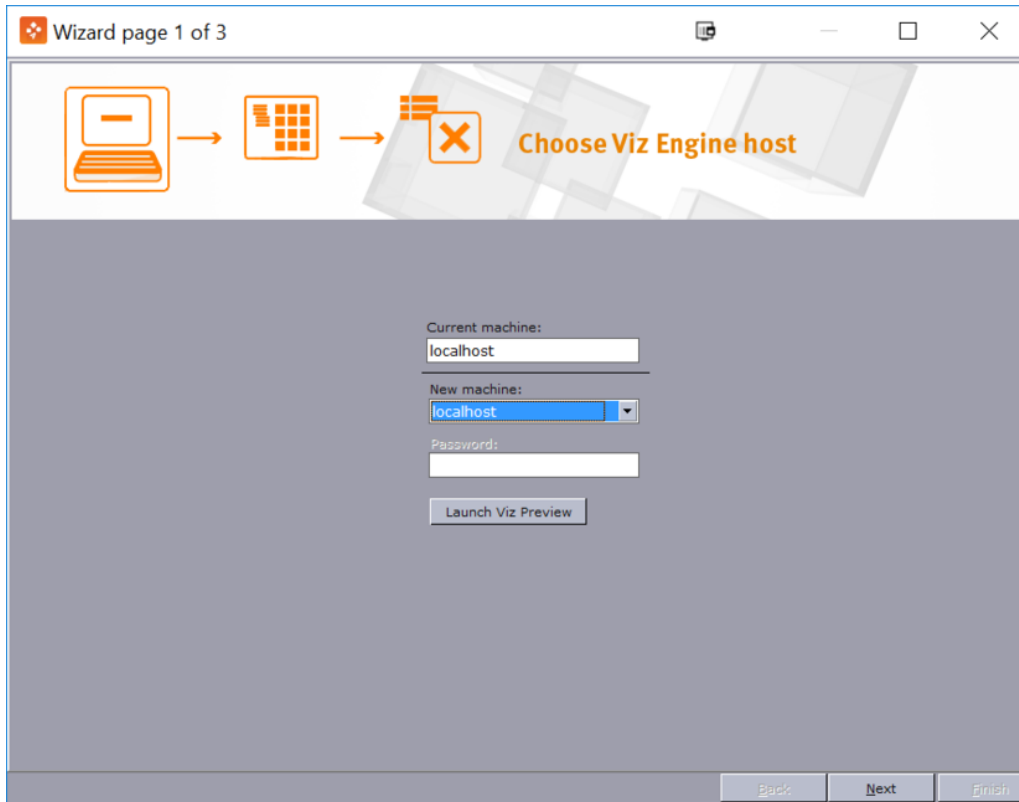 Wizard page 1 of 3
Choose Viz Engine host
Current machine:
localhost
New machine:
localhost
Password:
Launch Viz Preview
Back Next Finish